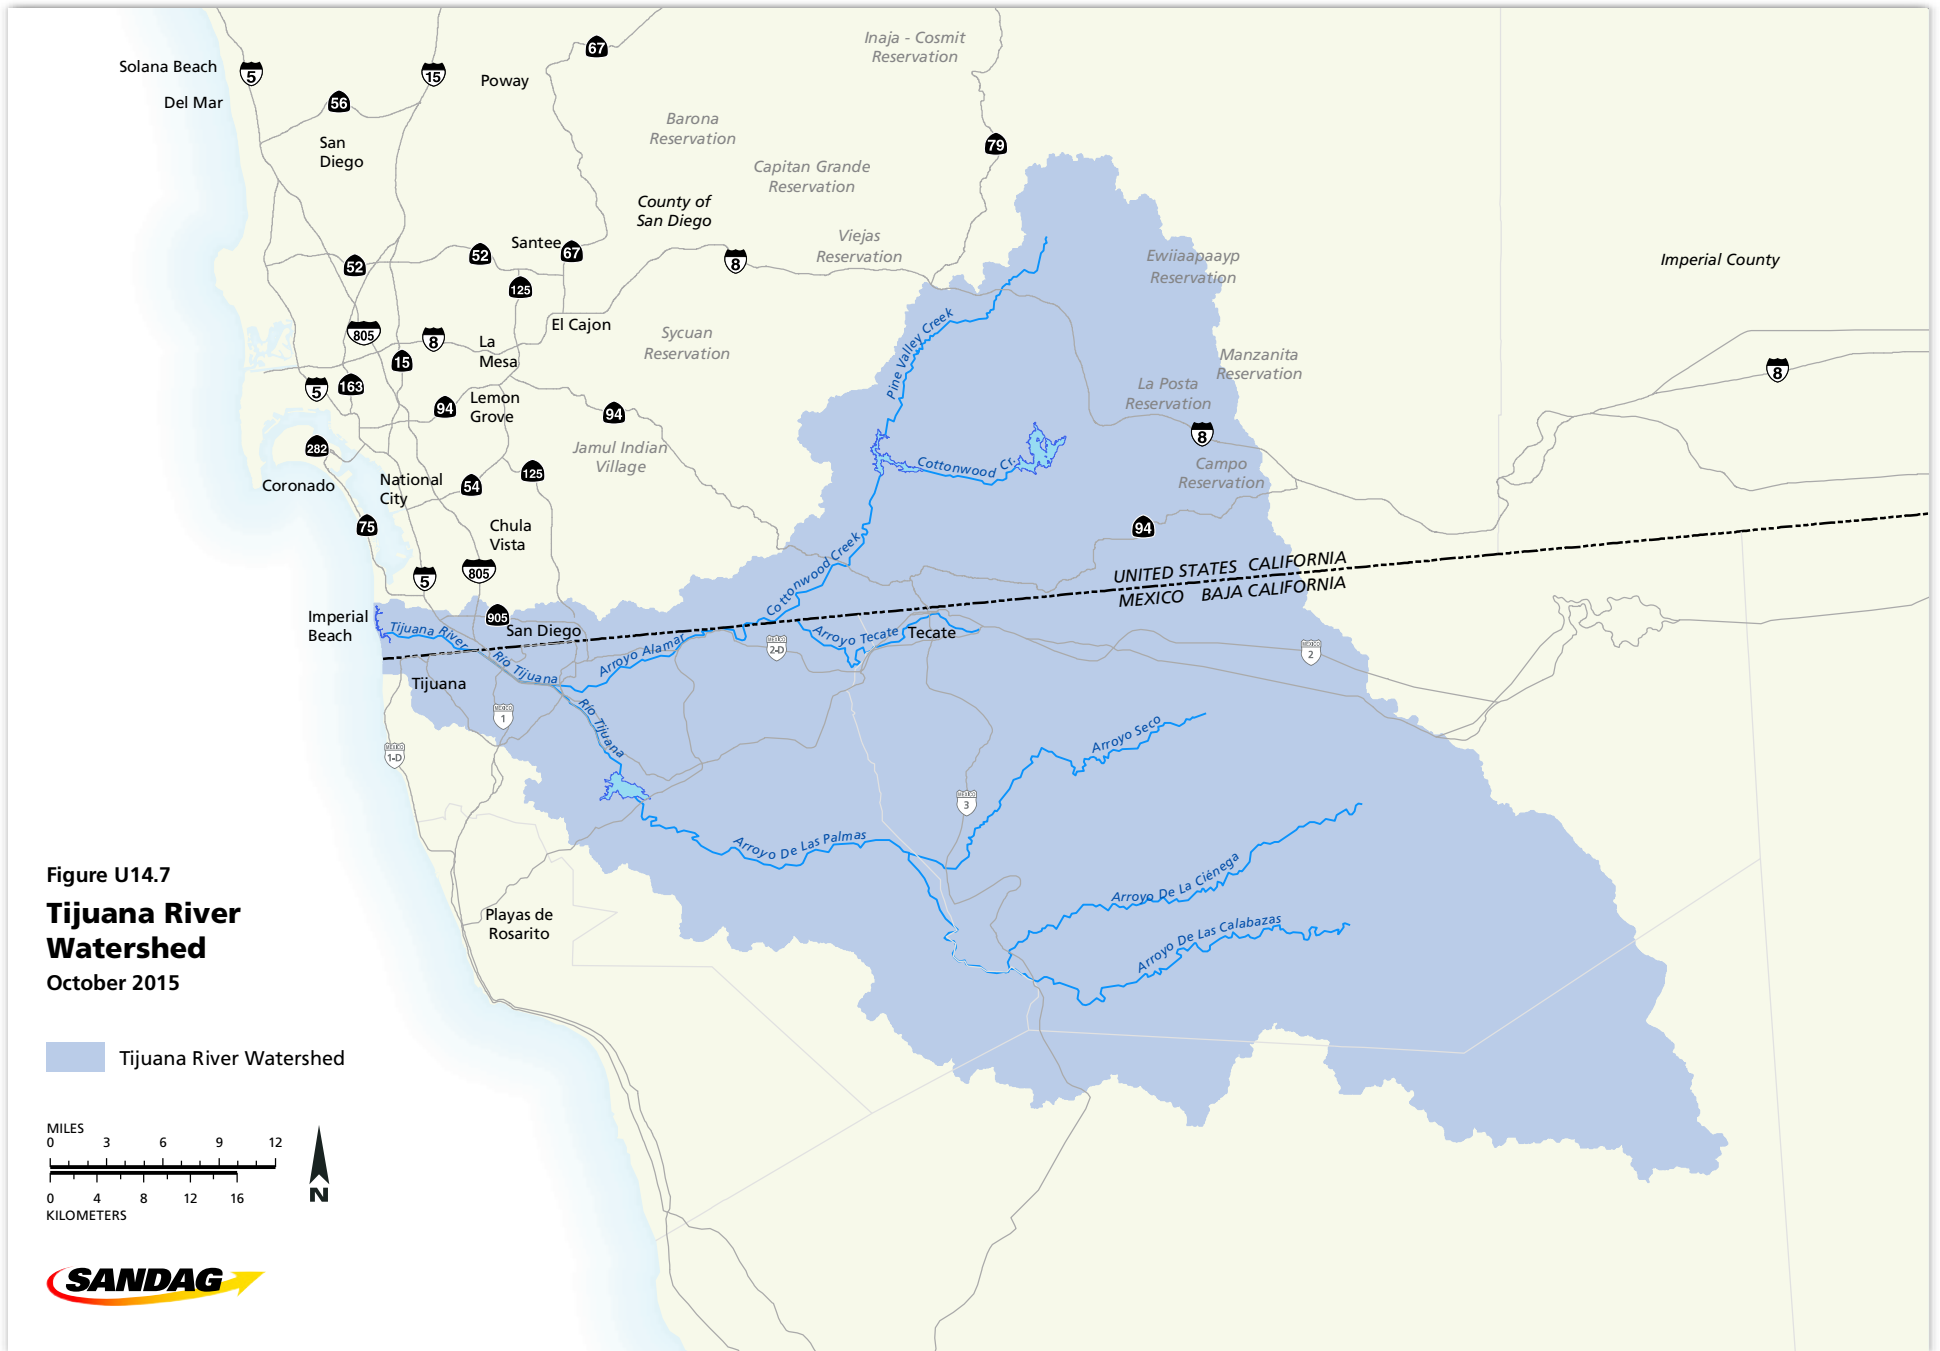 Solana Beach
Del Mar
5
56
15
Poway
67
San
Diego
Inaja - Cosmit
Reservation
Barona
Reservation
Capitan Grande
Reservation
79
County of
San Diego
Viejas
Reservation
Ewiiaapaayp
Reservation
Imperial County
52
52
Santee
67
125
8
805
8
15
La
Mesa
El Cajon
Sycuan
Reservation
Pine Valley Creek
Manzanita
Reservation
La Posta
Reservation
8
5
163
94
Lemon
Grove
94
8
282
Jamul Indian
Village
Cottonwood Cr.
Campo
Reservation
Coronado
National
City
54
125
75
Chula
Vista
94
5
805
Cottonwood Creek
UNITED STATES CALIFORNIA
MEXICO BAJA CALIFORNIA
Imperial
Beach
905
San Diego
Tijuana River
Río Tijuana
Arroyo Alamar
MEXICO
2-D
Arroyo Tecate
Tecate
MEXICO
2
Tijuana
MEXICO
1
Río Tijuana
MEXICO
1-D
Arroyo Seco
MEXICO
3
Arroyo De Las Palmas
Arroyo De La Ciénega
Arroyo De Las Calabazas
Playas de
Rosarito
Figure U14.7
Tijuana River
Watershed
October 2015
Tijuana River Watershed
MILES
0 3 6 9 12
0 4 8 12 16
KILOMETERS
N
SANDAG